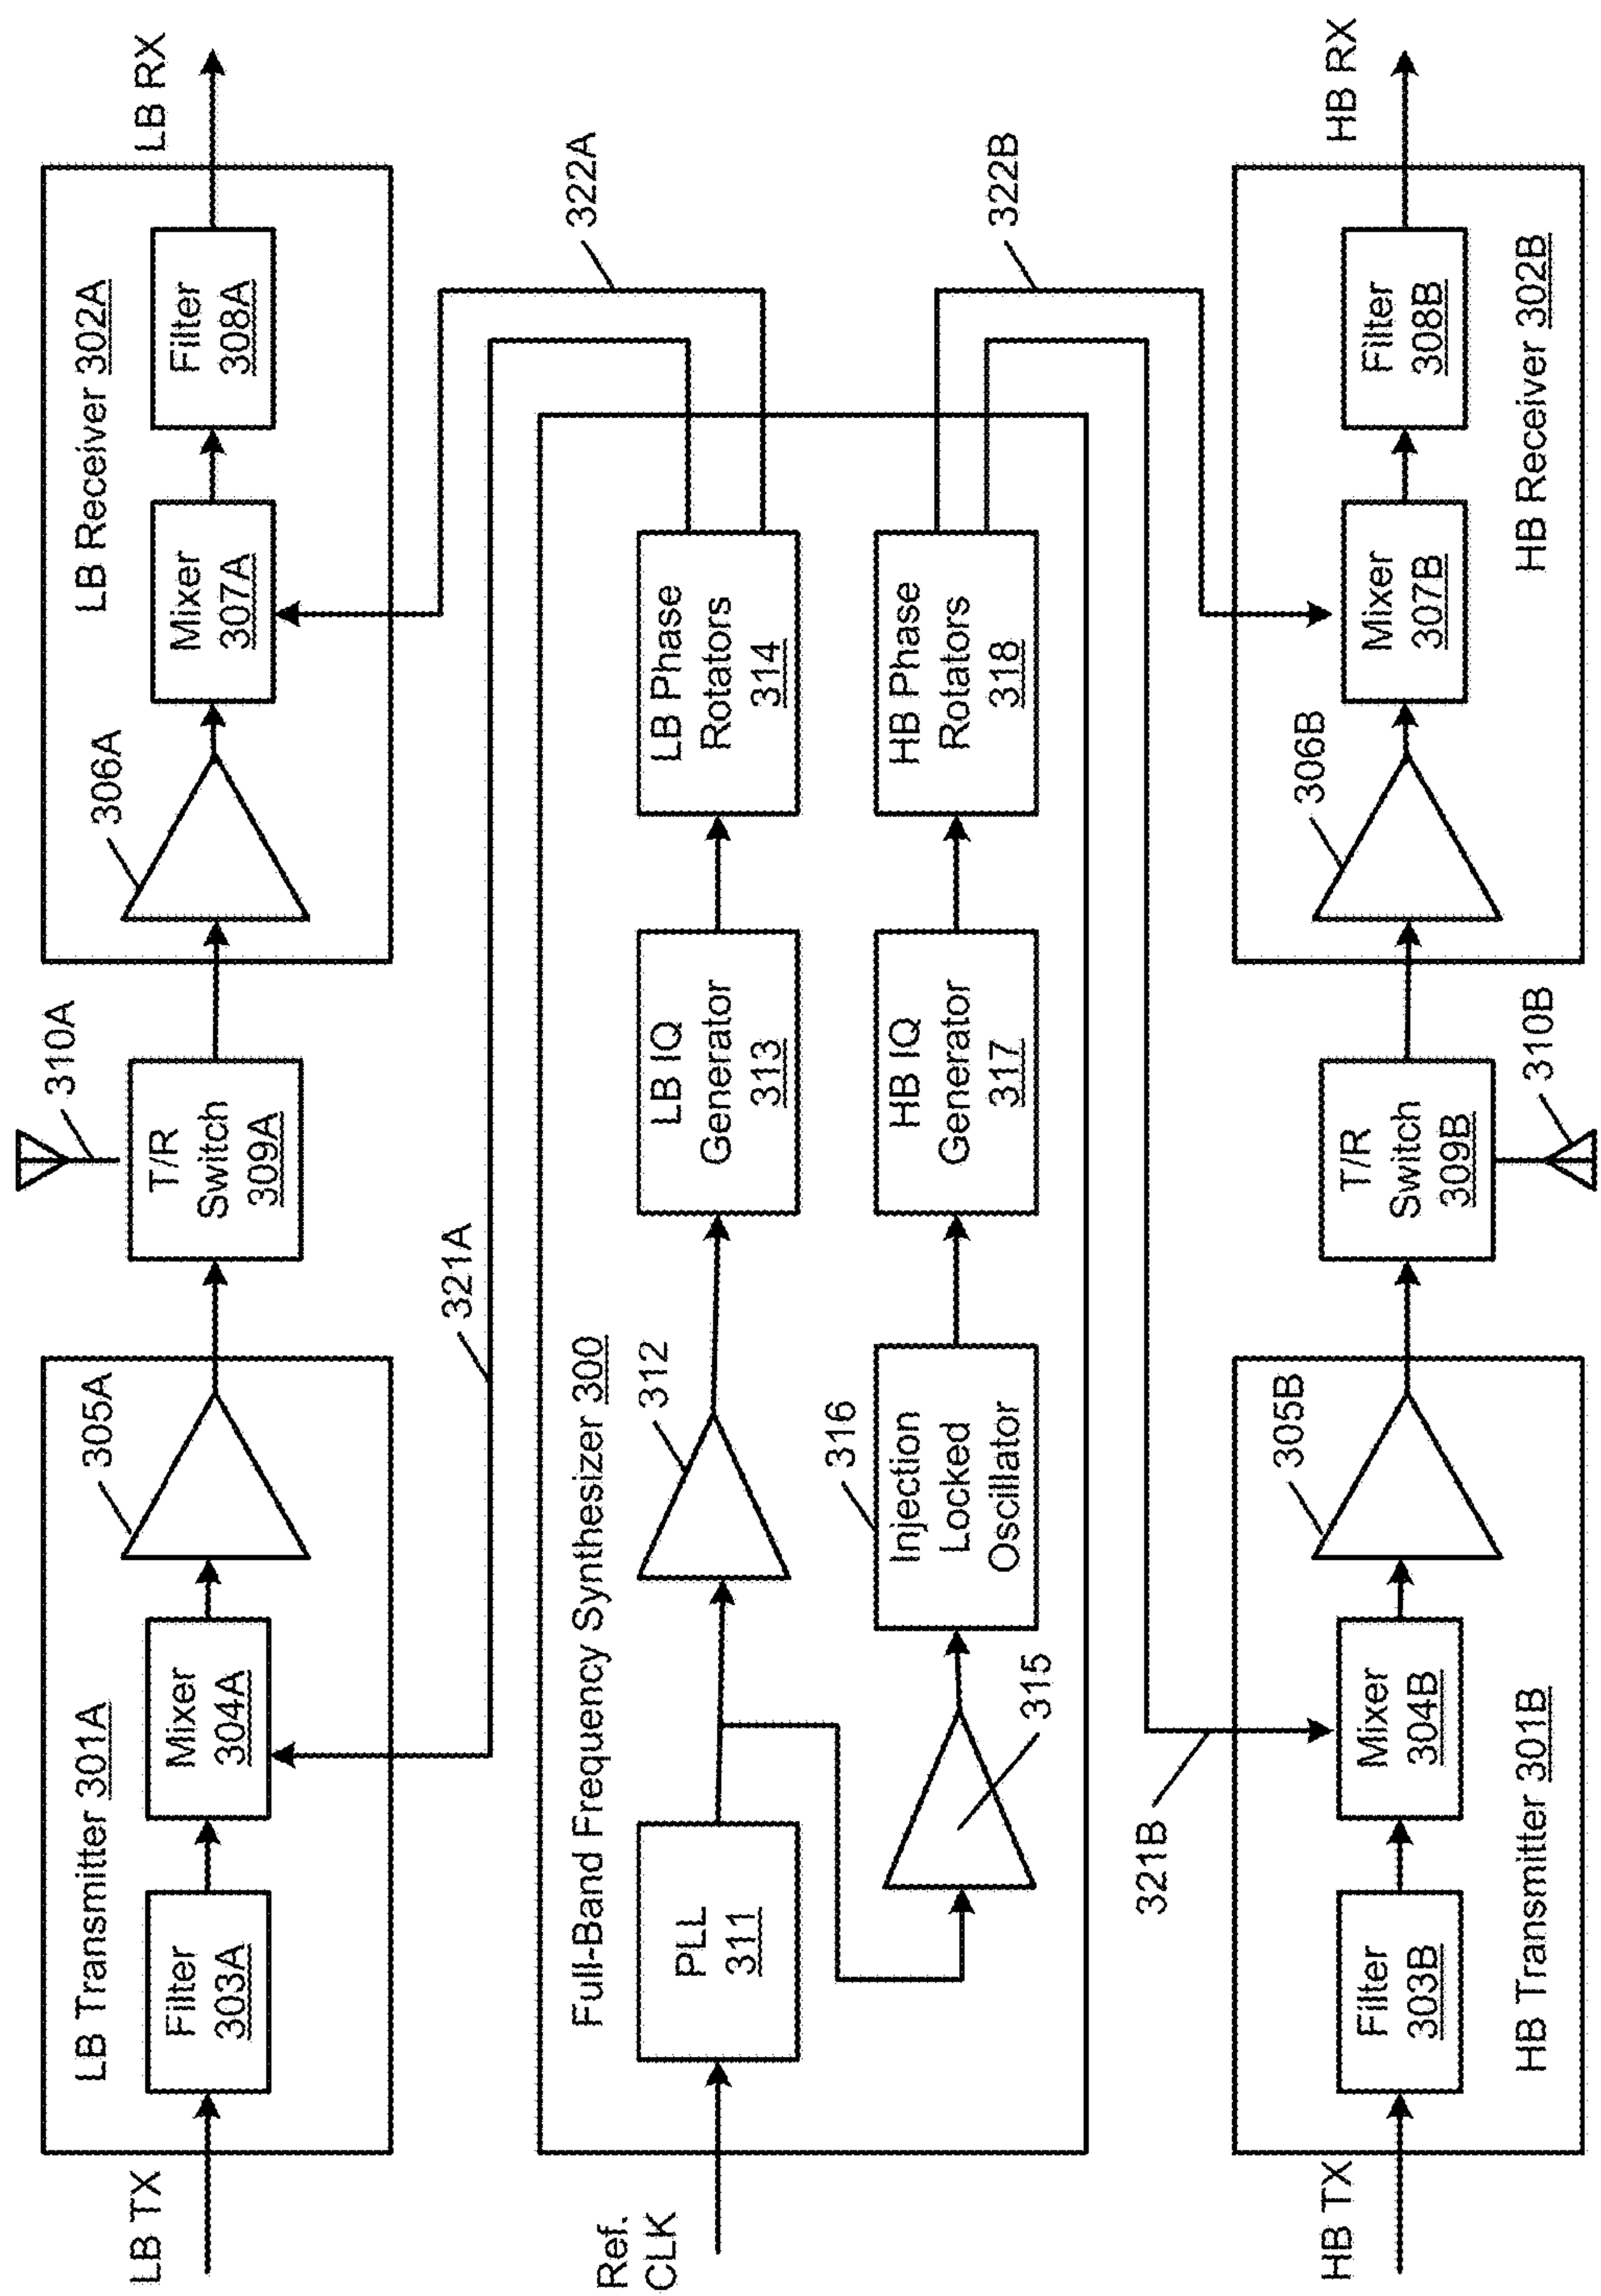 LB TX
LB Transmitter 301A
Filter
303A
Mixer
304A
305A
T/R
Switch
309A
310A
LB Receiver 302A
306A
Mixer
307A
Filter
308A
LB RX
321A
322A
Ref.
CLK
Full-Band Frequency Synthesizer 300
PLL
311
312
LB IQ
Generator
313
LB Phase
Rotators
314
315
316
Injection
Locked
Oscillator
HB IQ
Generator
317
HB Phase
Rotators
318
321B
322B
HB TX
Filter
303B
Mixer
304B
305B
HB Transmitter 301B
T/R
Switch
309B
310B
306B
Mixer
307B
Filter
308B
HB Receiver 302B
HB RX